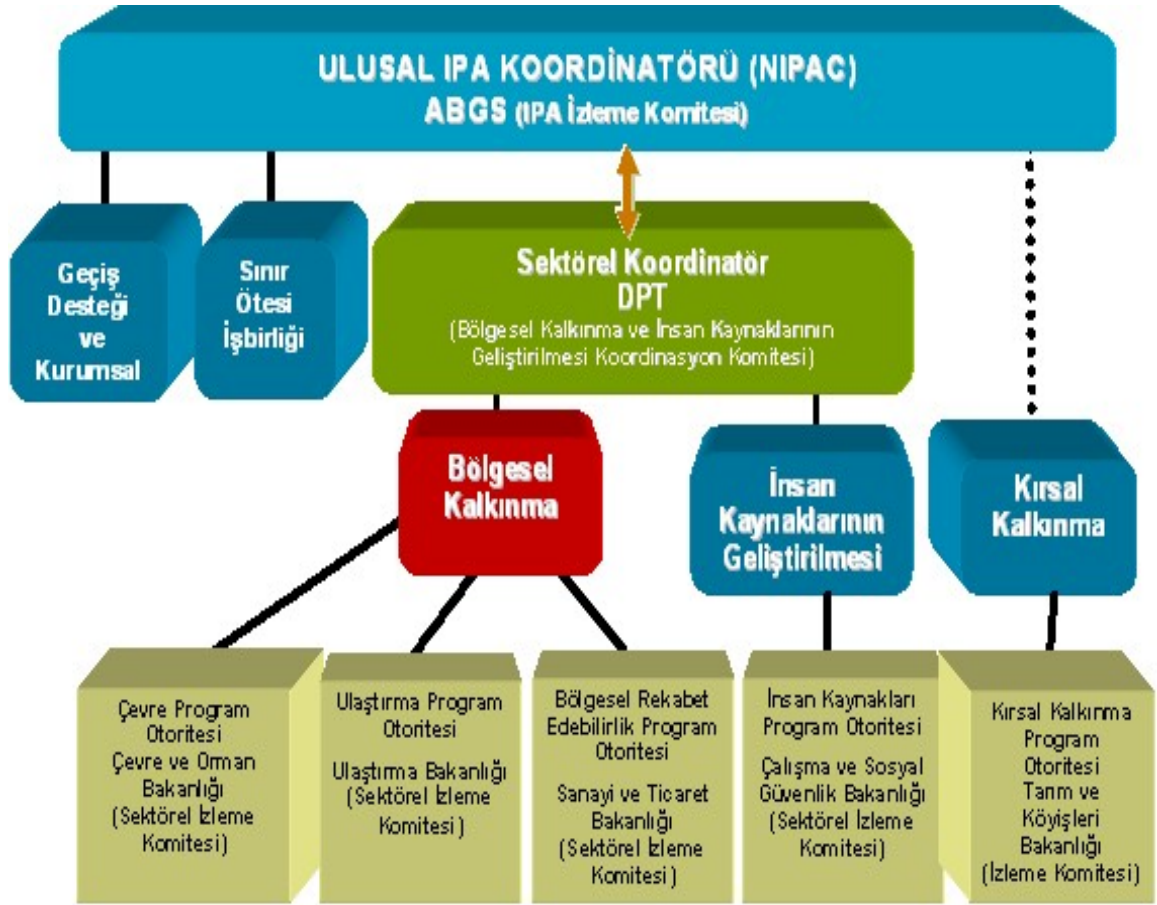 ULUSAL IPA KOORDİNATÖRÜ (NIPAC)
ABGS (IPA İzleme Komitesi)
Geçiş
Desteği
ve
Kurumsal
Sınır
Ötesi
İşbirliği
Sektörel Koordinatör
DPT
(Bölgesel Kalkınma ve İnsan Kaynaklarının
Geliştirilmesi Koordinasyon Komitesi)
Bölgesel
Kalkınma
İnsan
Kaynaklarının
Geliştirilmesi
Kırsal
Kalkınma
Çevre Program
Otoritesi
Çevre ve Orman
Bakanlığı
(Sektörel İzleme
Komitesi)
Ulaştırma Program
Otoritesi
Ulaştırma Bakanlığı
(Sektörel İzleme
Komitesi)
Bölgesel Rekabet
Edebilirlik Program
Otoritesi
Sanayi ve Ticaret
Bakanlığı
(Sektörel İzleme
Komitesi)
İnsan Kaynakları
Program Otoritesi
Çalışma ve Sosyal
Güvenlik Bakanlığı
(Sektörel İzleme
Komitesi)
Kırsal Kalkınma
Program
Otoritesi
Tarım ve
Köyişleri
Bakanlığı
(İzleme Komitesi)